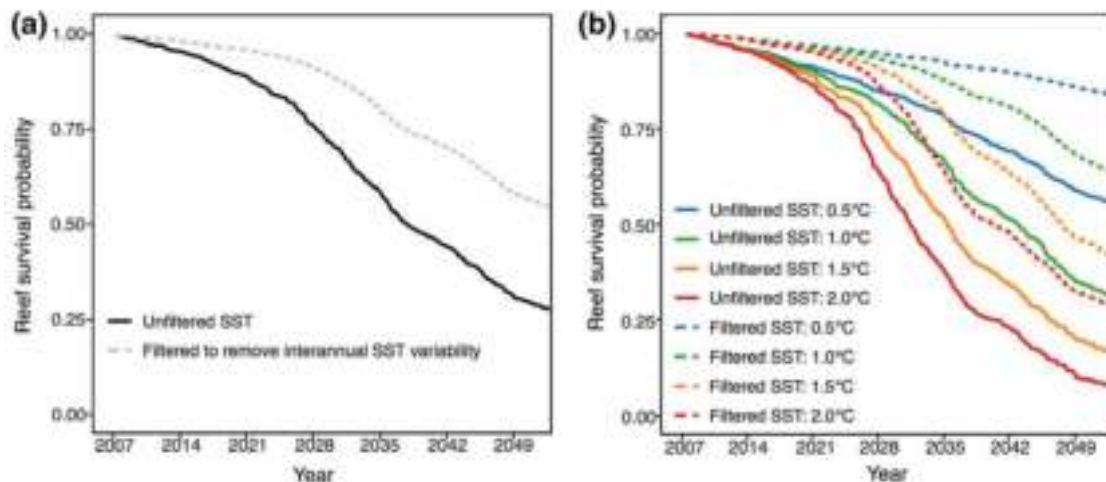 (a)
1.00
0.75
0.50
0.25
0.00
Reef survival probability
Unfiltered SST
Filtered to remove interannual SST variability
2007 2014 2021 2028 2035 2042 2049
Year
(b)
1.00
0.75
0.50
0.25
0.00
Reef survival probability
Unfiltered SST: 0.5°C
Unfiltered SST: 1.0°C
Unfiltered SST: 1.5°C
Unfiltered SST: 2.0°C
Filtered SST: 0.5°C
Filtered SST: 1.0°C
Filtered SST: 1.5°C
Filtered SST: 2.0°C
2007 2014 2021 2028 2035 2042 2049
Year